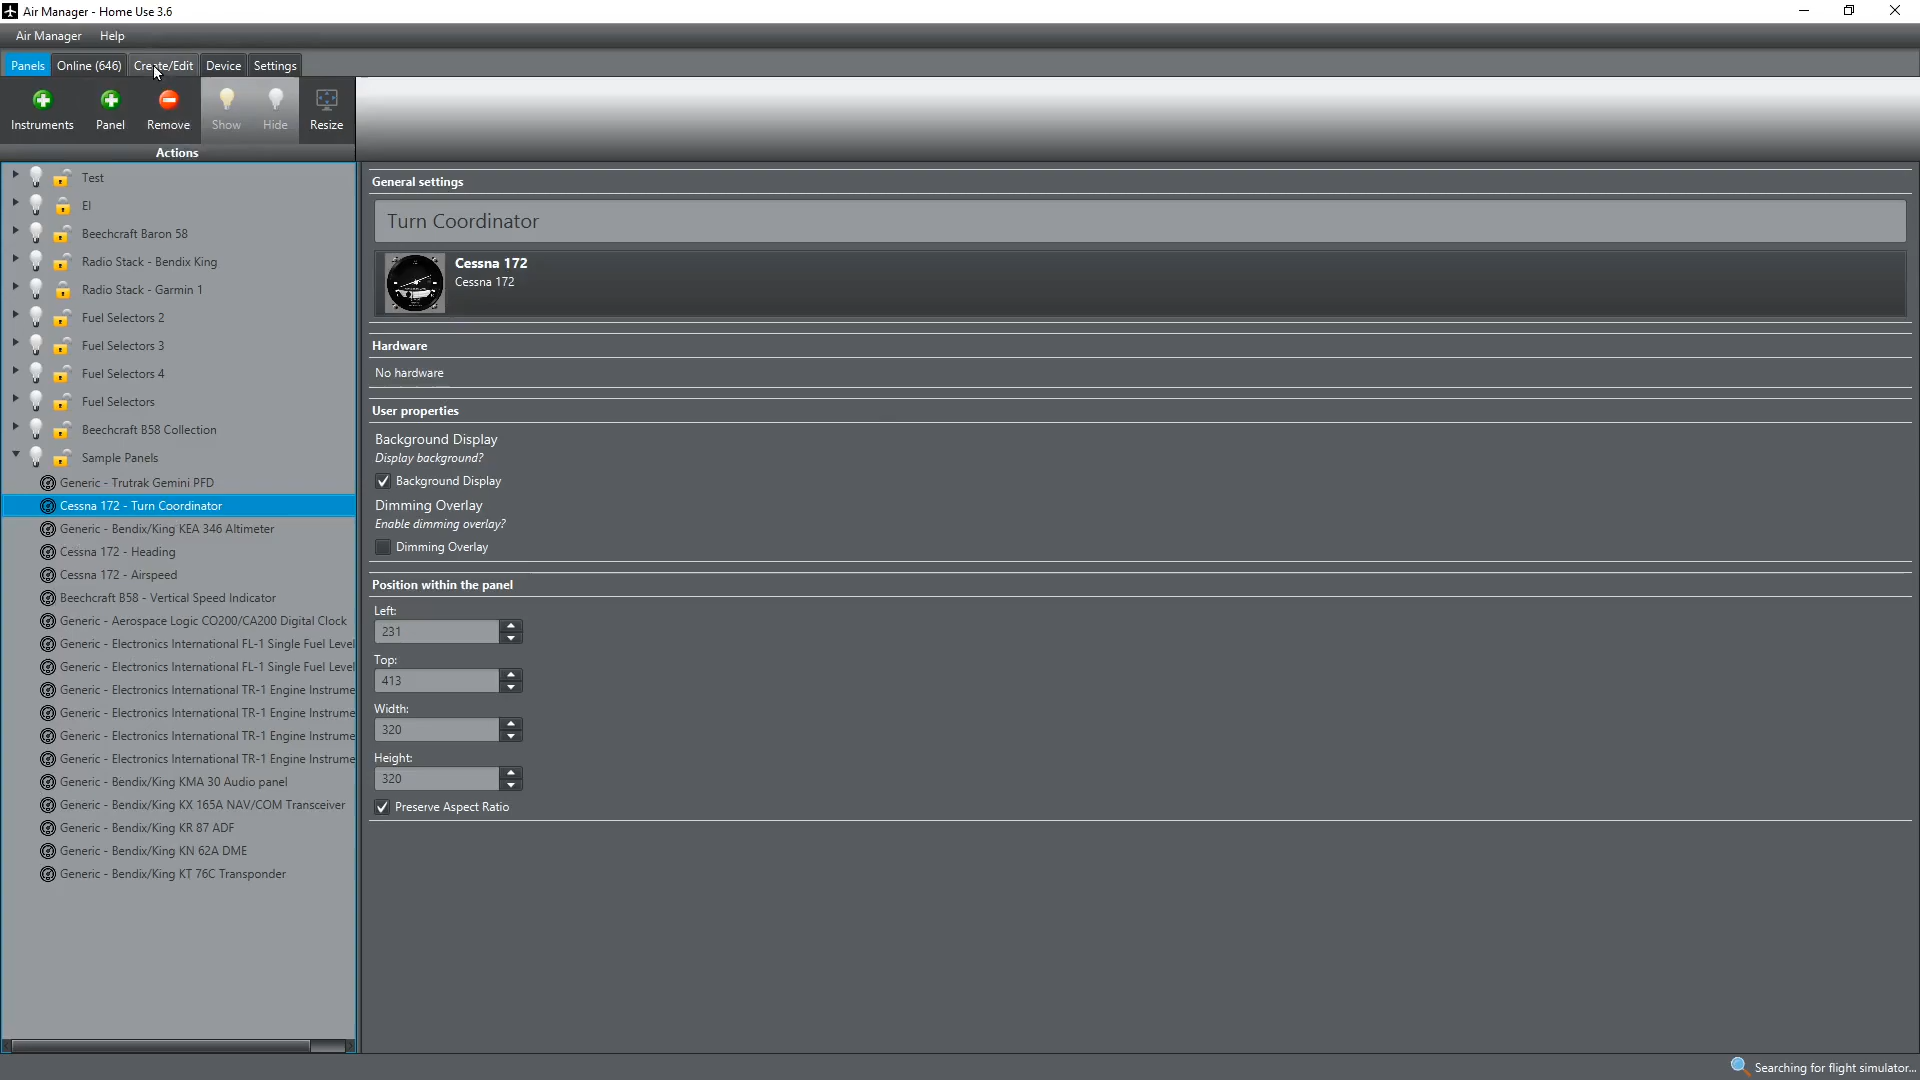 Air Manager - Home Use 3.6
Air Manager Help
Panels Online (646) Create/Edit Device Settings
Instruments Panel Remove Show Hide Resize
Actions
Test
EI
Beechcraft Baron 58
Radio Stack - Bendix King
Radio Stack - Garmin 1
Fuel Selectors 2
Fuel Selectors 3
Fuel Selectors 4
Fuel Selectors
Beechcraft B58 Collection
Sample Panels
Generic - Trutrak Gemini PFD
Cessna 172 - Turn Coordinator
Generic - Bendix/King KEA 346 Altimeter
Cessna 172 - Heading
Cessna 172 - Airspeed
Beechcraft B58 - Vertical Speed Indicator
Generic - Aerospace Logic CO200/CA200 Digital Clock
Generic - Electronics International FL-1 Single Fuel Level
Generic - Electronics International FL-1 Single Fuel Level
Generic - Electronics International TR-1 Engine Instrume
Generic - Electronics International TR-1 Engine Instrume
Generic - Electronics International TR-1 Engine Instrume
Generic - Electronics International TR-1 Engine Instrume
Generic - Bendix/King KMA 30 Audio panel
Generic - Bendix/King KX 165A NAV/COM Transceiver
Generic - Bendix/King KR 87 ADF
Generic - Bendix/King KN 62A DME
Generic - Bendix/King KT 76C Transponder
General settings
Turn Coordinator
Cessna 172
Cessna 172
Hardware
No hardware
User properties
Background Display
Display background?
Background Display
Dimming Overlay
Enable dimming overlay?
Dimming Overlay
Position within the panel
Left:
231
Top:
413
Width:
320
Height:
320
Preserve Aspect Ratio
Searching for flight simulator...